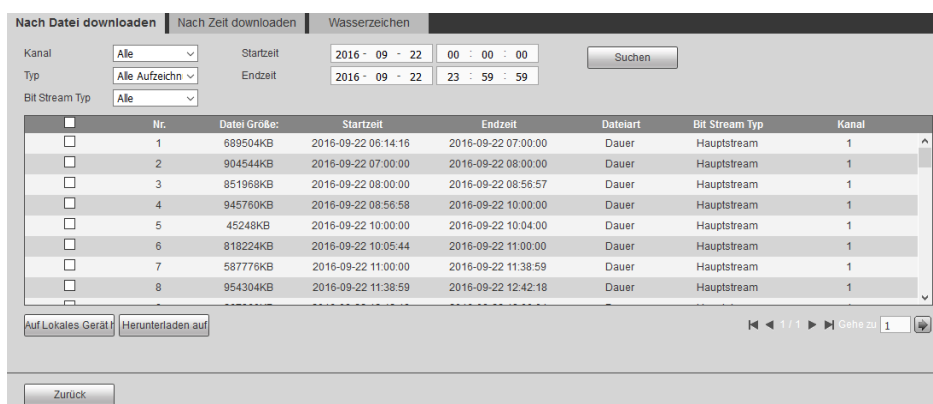 Nach Datei downloaden Nach Zeit downloaden Wasserzeichen
Kanal Alle Startzeit 2016 - 09 - 22 00 : 00 : 00 Suchen
Typ Alle Aufzeichn Endzeit 2016 - 09 - 22 23 : 59 : 59
Bit Stream Typ Alle
Nr. Datei Größe: Startzeit Endzeit Dateiart Bit Stream Typ Kanal
1 689504KB 2016-09-22 06:14:16 2016-09-22 07:00:00 Dauer Hauptstream 1
2 904544KB 2016-09-22 07:00:00 2016-09-22 08:00:00 Dauer Hauptstream 1
3 851968KB 2016-09-22 08:00:00 2016-09-22 08:56:57 Dauer Hauptstream 1
4 945760KB 2016-09-22 08:56:58 2016-09-22 10:00:00 Dauer Hauptstream 1
5 45248KB 2016-09-22 10:00:00 2016-09-22 10:04:00 Dauer Hauptstream 1
6 818224KB 2016-09-22 10:05:44 2016-09-22 11:00:00 Dauer Hauptstream 1
7 587776KB 2016-09-22 11:00:00 2016-09-22 11:38:59 Dauer Hauptstream 1
8 954304KB 2016-09-22 11:38:59 2016-09-22 12:42:18 Dauer Hauptstream 1
Auf Lokales Gerät Herunterladen auf 1 / 1 Gehe zu 1
Zurück